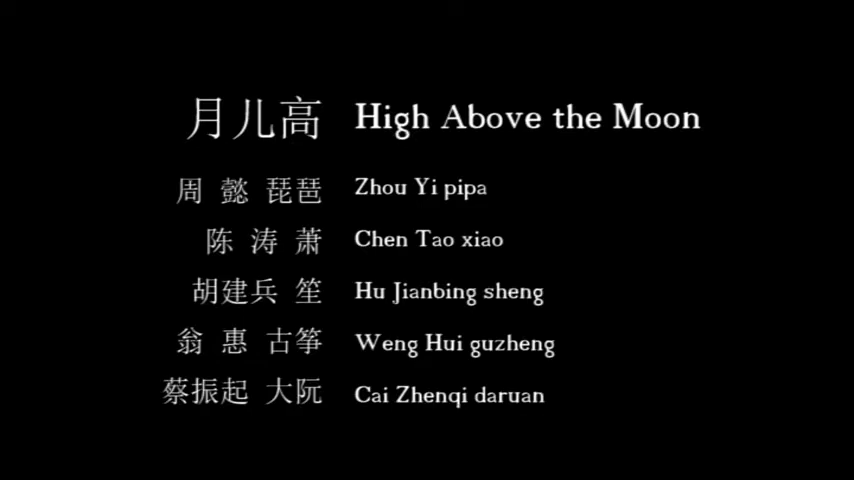 月儿高 High Above the Moon
周 懿 琵琶 Zhou Yi pipa
陈 涛 萧 Chen Tao xiao
胡建兵 笙 Hu Jianbing sheng
翁 惠 古筝 Weng Hui guzheng
蔡振起 大阮 Cai Zhenqi daruan